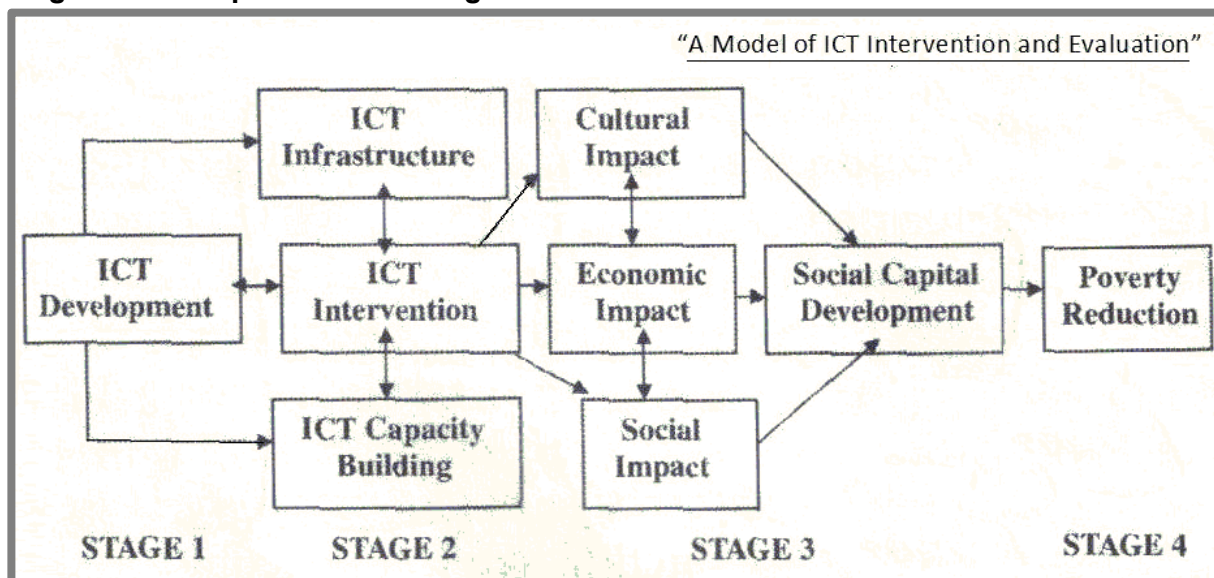 “A Model of ICT Intervention and Evaluation”
ICT
Infrastructure
Cultural
Impact
ICT
Development
ICT
Intervention
Economic
Impact
Social Capital
Development
Poverty
Reduction
ICT Capacity
Building
Social
Impact
STAGE 1
STAGE 2
STAGE 3
STAGE 4